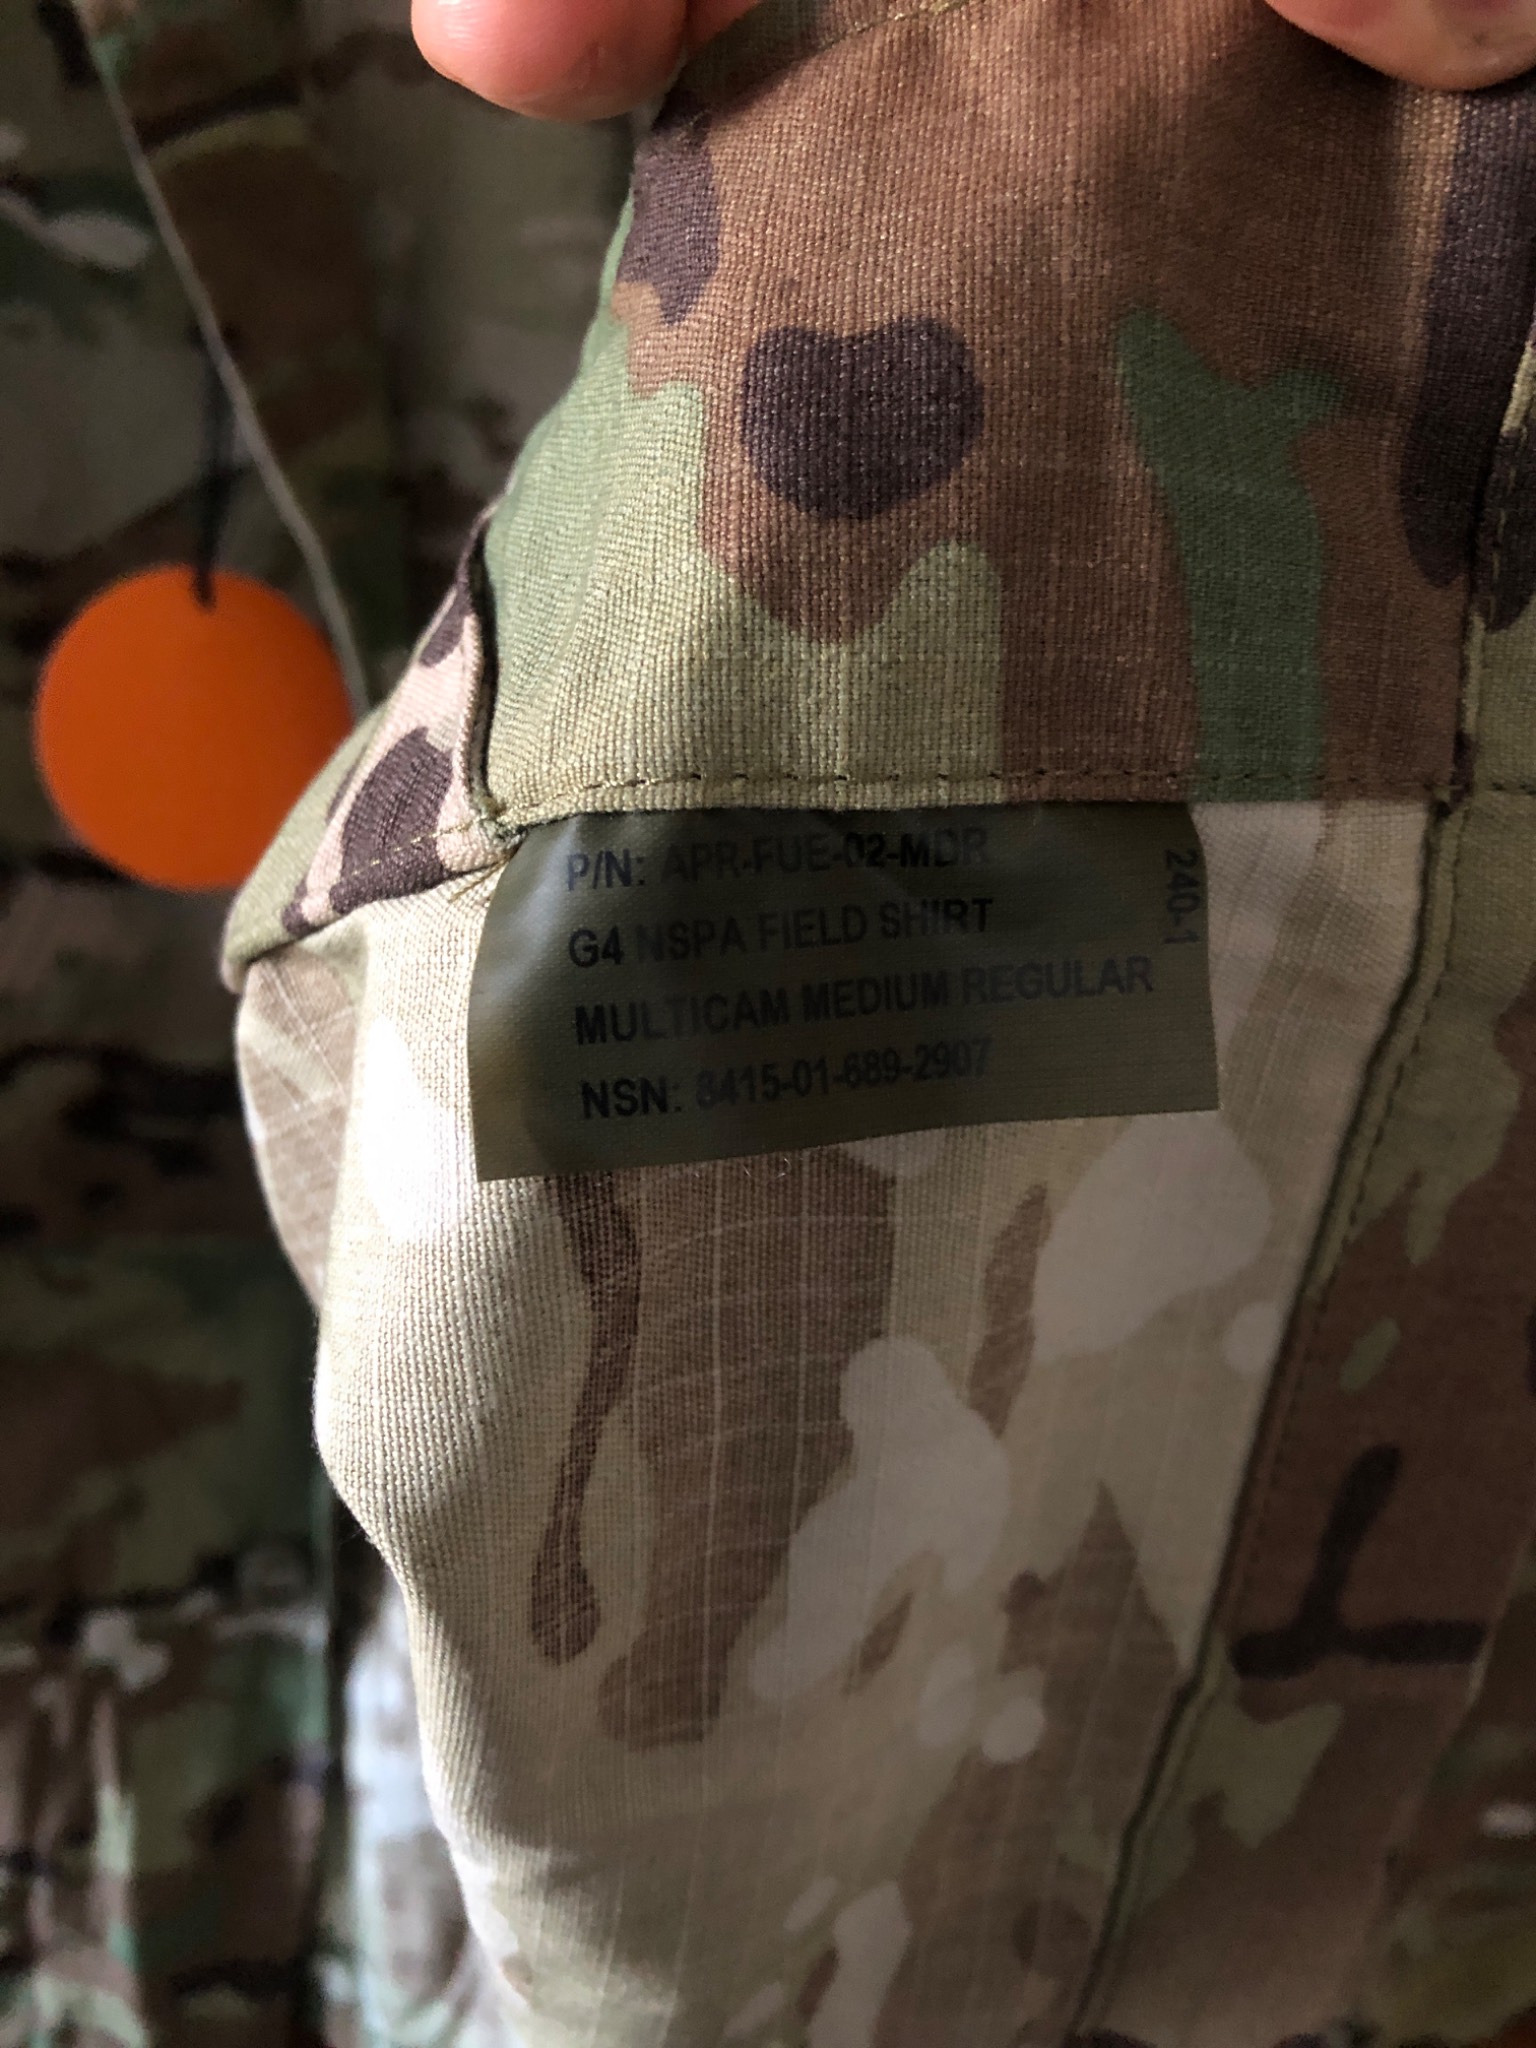 P/N: APR-FUE-02-MDR
G4 NSPA FIELD SHIRT
MULTICAM MEDIUM REGULAR
NSN: 8415-01-689-2907
240-1